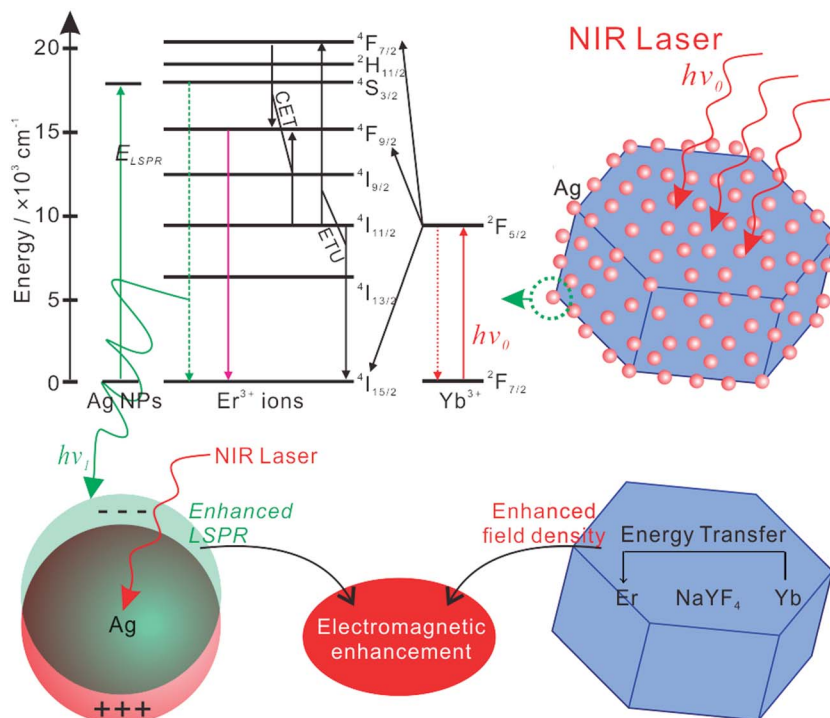 Energy / ×10³ cm⁻¹
20
15
10
5
0
E_LSPR
CET
ETU
⁴F₇/₂
²H₁₁/₂
⁴S₃/₂
⁴F₉/₂
⁴I₉/₂
⁴I₁₁/₂
⁴I₁₃/₂
⁴I₁₅/₂
²F₅/₂
²F₇/₂
hν₀
Ag NPs
Er³⁺ ions
Yb³⁺
NIR Laser
hν₀
Ag
hν₁
NIR Laser
- - -
Ag
+++
Enhanced
LSPR
Electromagnetic
enhancement
Enhanced
field density
Energy Transfer
Er NaYF₄ Yb